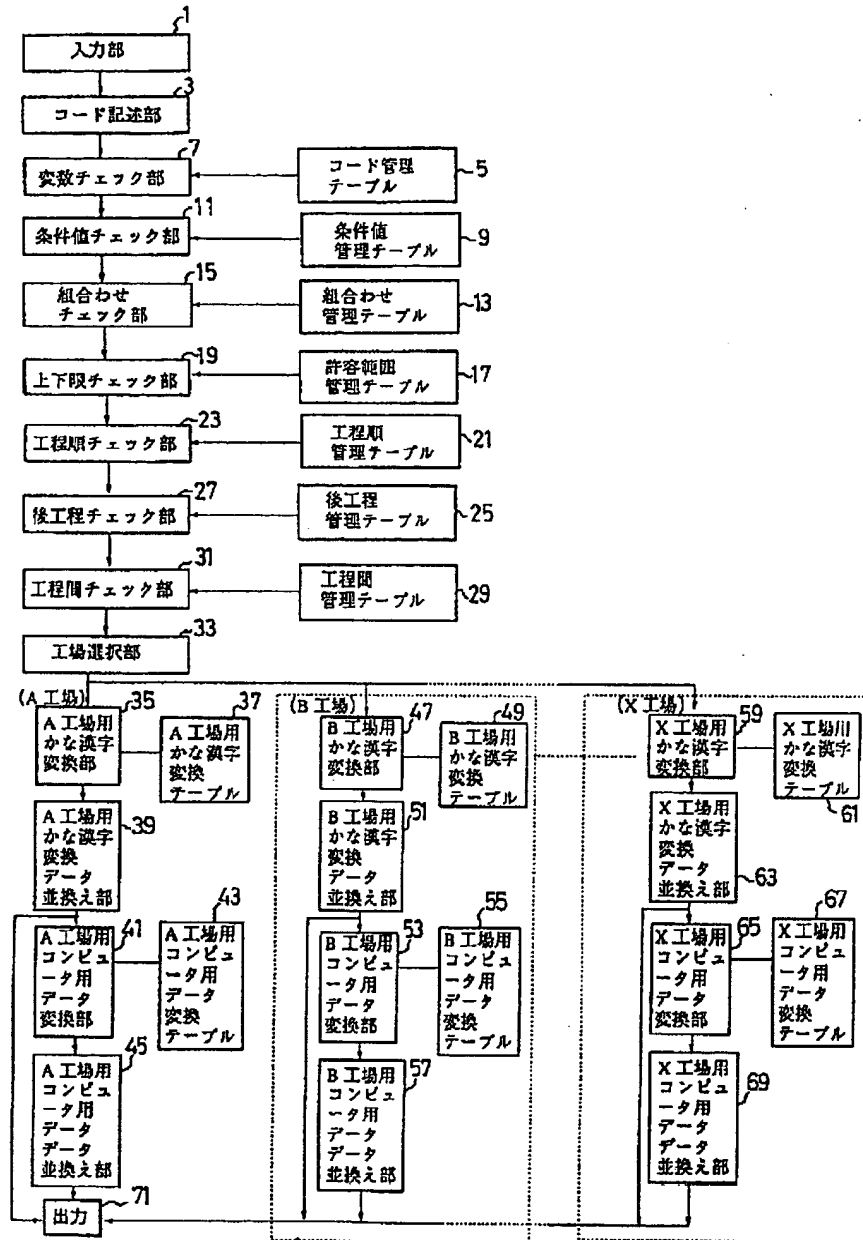 1
入力部
3
コード記述部
7
変数チェック部
コード管理
テーブル
5
11
条件値チェック部
条件値
管理テーブル
9
15
組合わせ
チェック部
組合わせ
管理テーブル
13
19
上下限チェック部
許容範囲
管理テーブル
17
23
工程順チェック部
工程順
管理テーブル
21
27
後工程チェック部
後工程
管理テーブル
25
31
工程間チェック部
工程間
管理テーブル
29
33
工場選択部
(A工場)
35
A工場用
かな漢字
変換部
37
A工場用
かな漢字
変換
テーブル
39
A工場用
かな漢字
変換
データ
並換え部
41
A工場用
コンピュ
ータ用
データ
変換部
43
A工場用
コンピュ
ータ用
データ
変換
テーブル
45
A工場用
コンピュ
ータ用
データ
データ
並換え部
71
出力
(B工場)
47
B工場用
かな漢字
変換部
49
B工場用
かな漢字
変換
テーブル
51
B工場用
かな漢字
変換
データ
並換え部
53
B工場用
コンピュ
ータ用
データ
変換部
55
B工場用
コンピュ
ータ用
データ
変換
テーブル
57
B工場用
コンピュ
ータ用
データ
データ
並換え部
(X工場)
59
X工場用
かな漢字
変換部
X工場用
かな漢字
変換
テーブル
61
X工場用
かな漢字
変換
データ
並換え部
63
65
X工場用
コンピュ
ータ用
データ
変換部
67
X工場用
コンピュ
ータ用
データ
変換
テーブル
X工場用
コンピュ
ータ用
データ
データ
並換え部
69